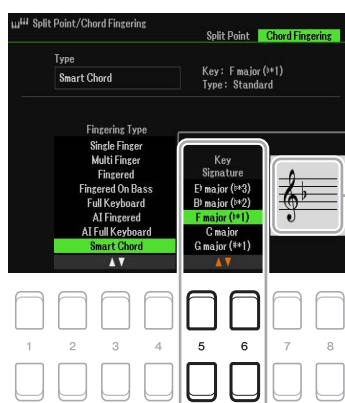 Split Point/Chord Fingering
Split Point Chord Fingering
Type
Smart Chord
Key: F major (♭*1)
Type: Standard
Fingering Type
Single Finger
Multi Finger
Fingered
Fingered On Bass
Full Keyboard
AI Fingered
AI Full Keyboard
Smart Chord
Key
Signature
E♭ major (♭*3)
B♭ major (♭*2)
F major (♭*1)
C major
G major (#*1)
1 2 3 4 5 6 7 8